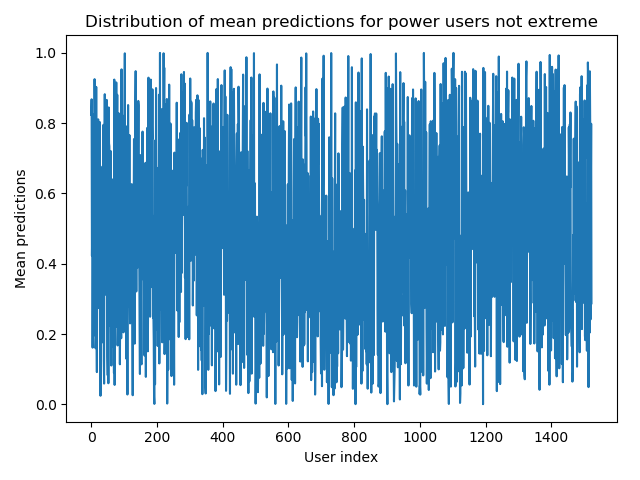 Distribution of mean predictions for power users not extreme
1.0
0.8
0.6
0.4
0.2
0.0
Mean predictions
0 200 400 600 800 1000 1200 1400
User index